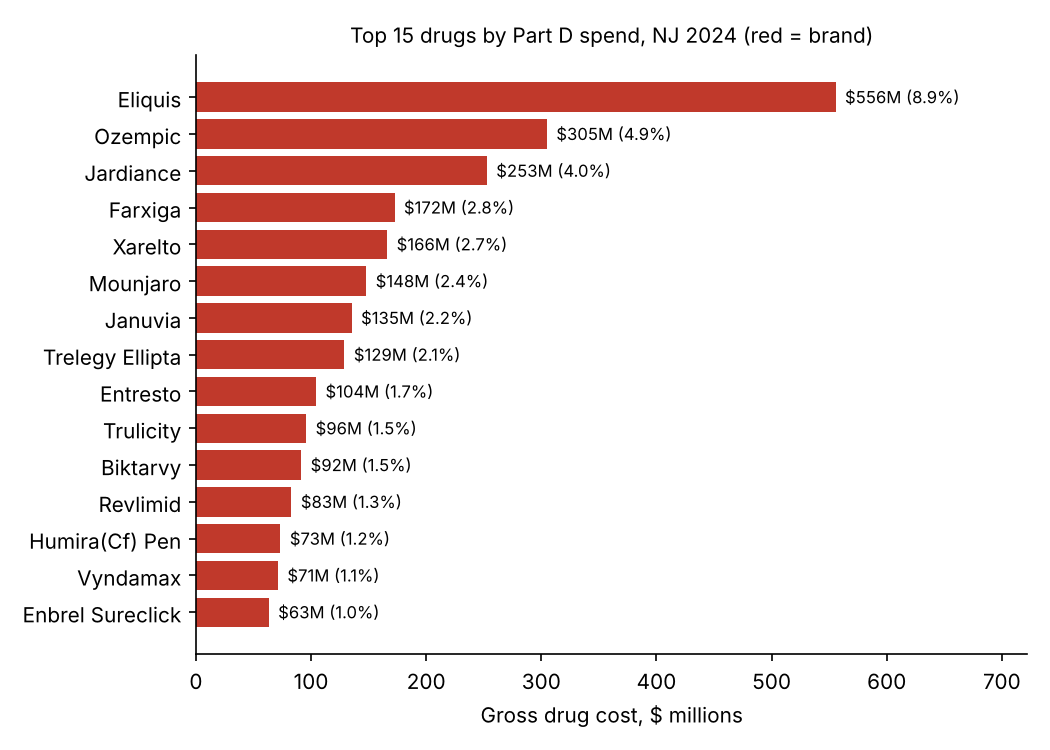 Top 15 drugs by Part D spend, NJ 2024 (red = brand)
Eliquis $556M (8.9%)
Ozempic $305M (4.9%)
Jardiance $253M (4.0%)
Farxiga $172M (2.8%)
Xarelto $166M (2.7%)
Mounjaro $148M (2.4%)
Januvia $135M (2.2%)
Trelegy Ellipta $129M (2.1%)
Entresto $104M (1.7%)
Trulicity $96M (1.5%)
Biktarvy $92M (1.5%)
Revlimid $83M (1.3%)
Humira(Cf) Pen $73M (1.2%)
Vyndamax $71M (1.1%)
Enbrel Sureclick $63M (1.0%)
0 100 200 300 400 500 600 700
Gross drug cost, $ millions